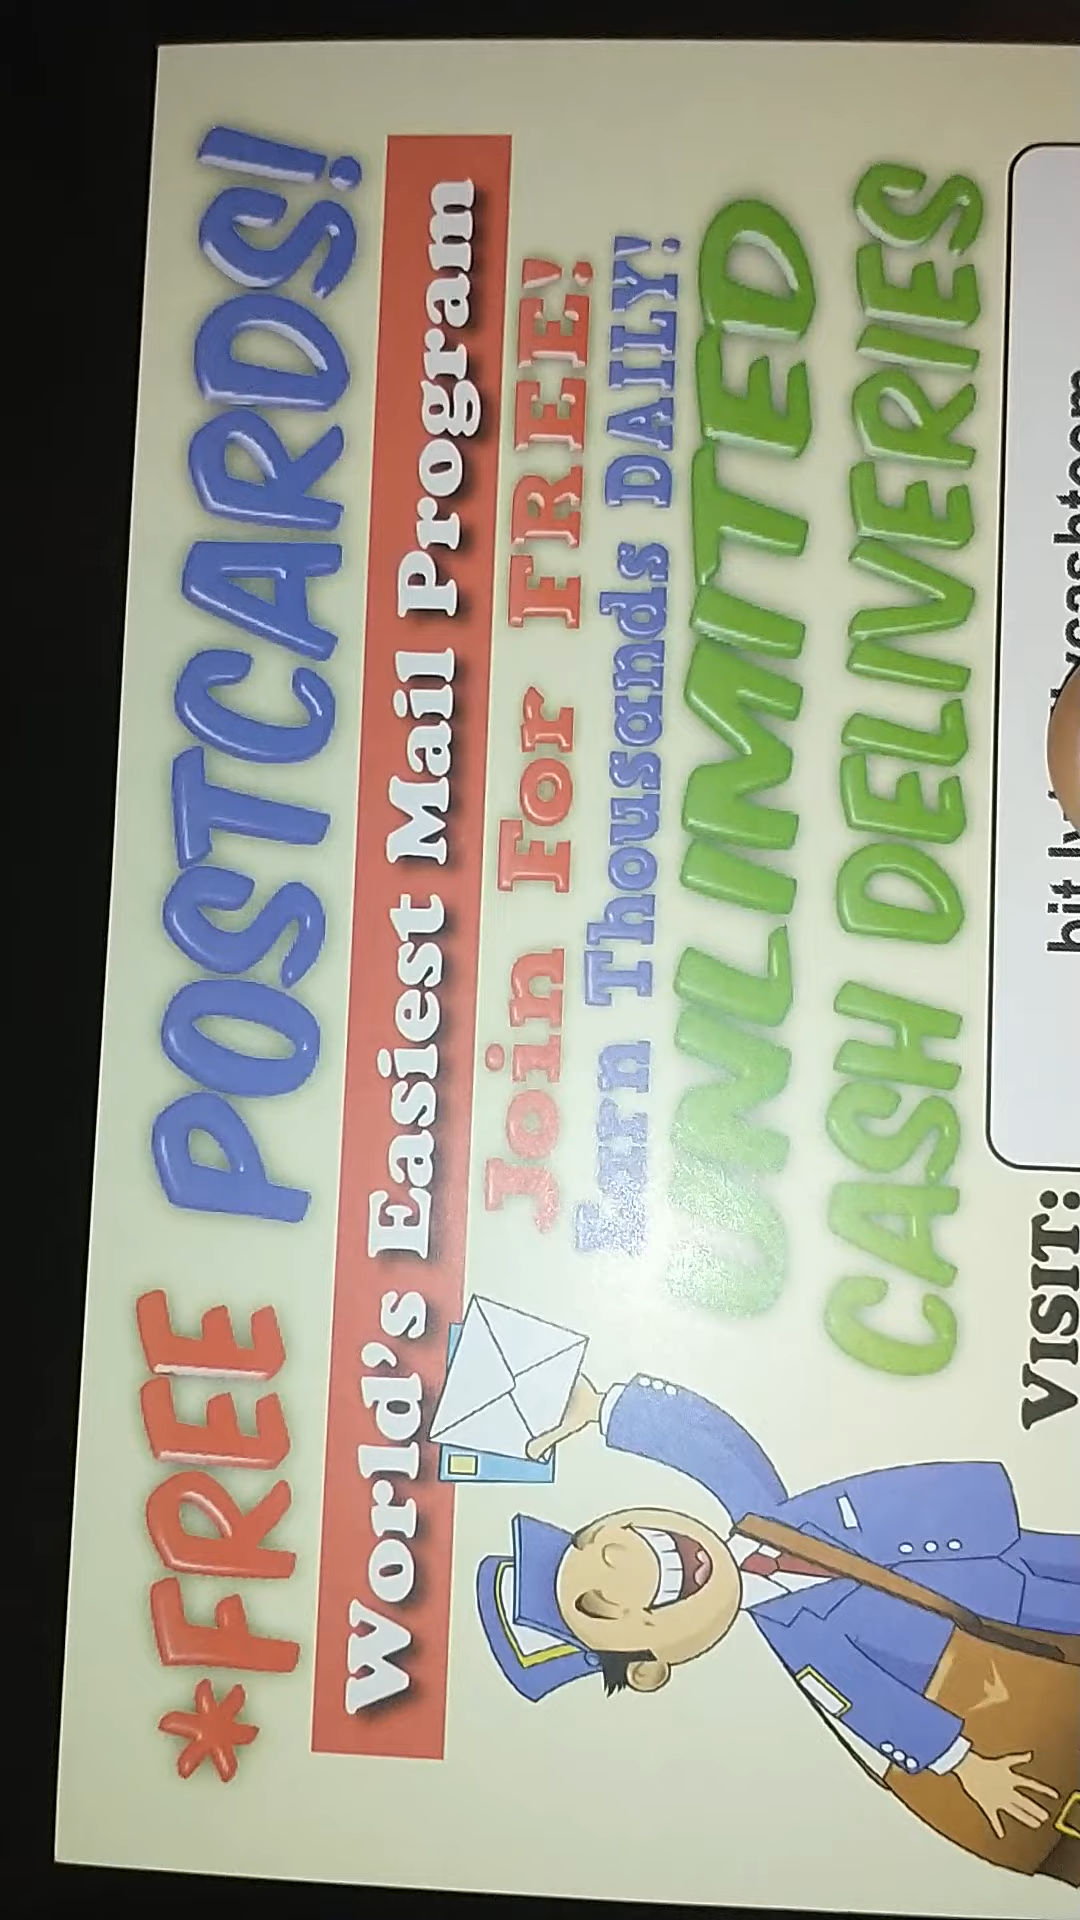 *FREE POSTCARDS!
World's Easiest Mail Program
Join For FREE!
Earn Thousands DAILY!
UNLIMITED
CASH DELIVERIES
VISIT: